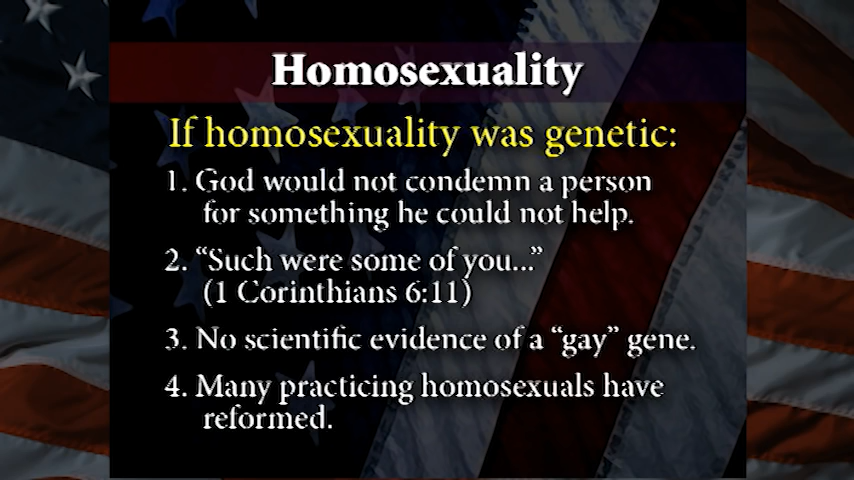 Homosexuality
If homosexuality was genetic:
1. God would not condemn a person
for something he could not help.
2. “Such were some of you...”
(1 Corinthians 6:11)
3. No scientific evidence of a “gay” gene.
4. Many practicing homosexuals have
reformed.